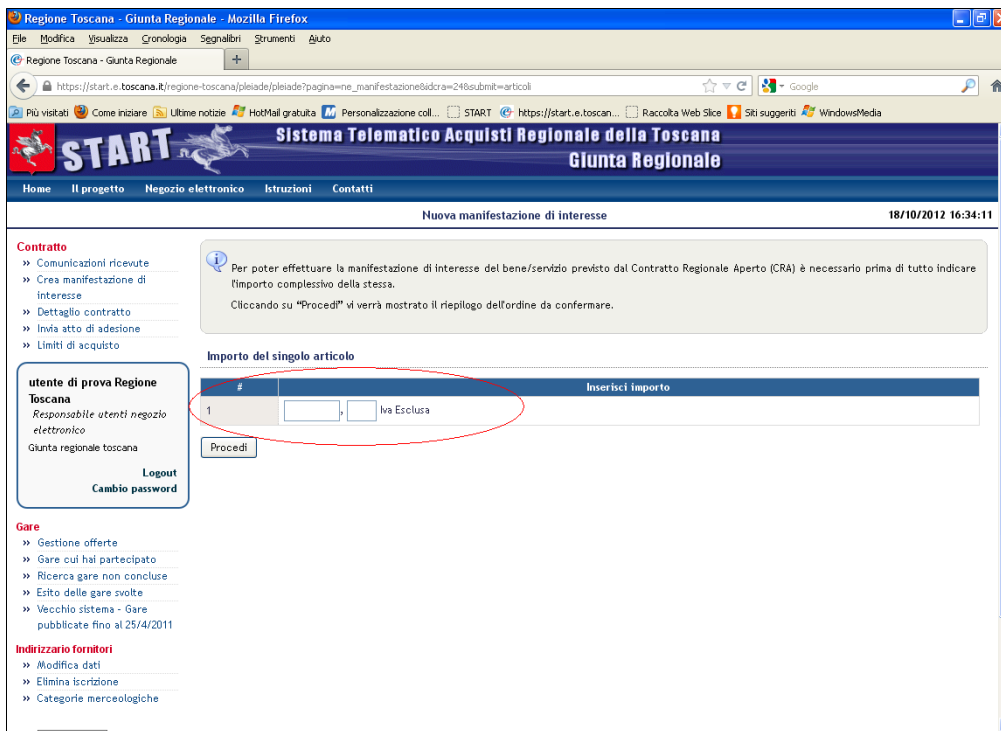 Regione Toscana - Giunta Regionale - Mozilla Firefox
File Modifica Visualizza Cronologia Segnalibri Strumenti Aiuto
Regione Toscana - Giunta Regionale +
https://start.e.toscana.it/regione-toscana/pleiade/pleiade?pagina=ne_manifestazione&idcra=24&submit=articoli Google
Più visitati Come iniziare Ultime notizie HotMail gratuita Personalizzazione coll... START https://start.e.toscan... Raccolta Web Slice Siti suggeriti WindowsMedia
START
Sistema Telematico Acquisti Regionale della Toscana
Giunta Regionale
Home Il progetto Negozio elettronico Istruzioni Contatti
Nuova manifestazione di interesse 18/10/2012 16:34:11
Contratto
» Comunicazioni ricevute
» Crea manifestazione di
interesse
» Dettaglio contratto
» Invia atto di adesione
» Limiti di acquisto
utente di prova Regione
Toscana
Responsabile utenti negozio
elettronico
Giunta regionale toscana
Logout
Cambio password
Gare
» Gestione offerte
» Gare cui hai partecipato
» Ricerca gare non concluse
» Esito delle gare svolte
» Vecchio sistema - Gare
pubblicate fino al 25/4/2011
Indirizzario fornitori
» Modifica dati
» Elimina iscrizione
» Categorie merceologiche
Per poter effettuare la manifestazione di interesse del bene/servizio previsto dal Contratto Regionale Aperto (CRA) è necessario prima di tutto indicare
l'importo complessivo della stessa.
Cliccando su "Procedi" vi verrà mostrato il riepilogo dell'ordine da confermare.
Importo del singolo articolo
# Inserisci importo
1 , Iva Esclusa
Procedi